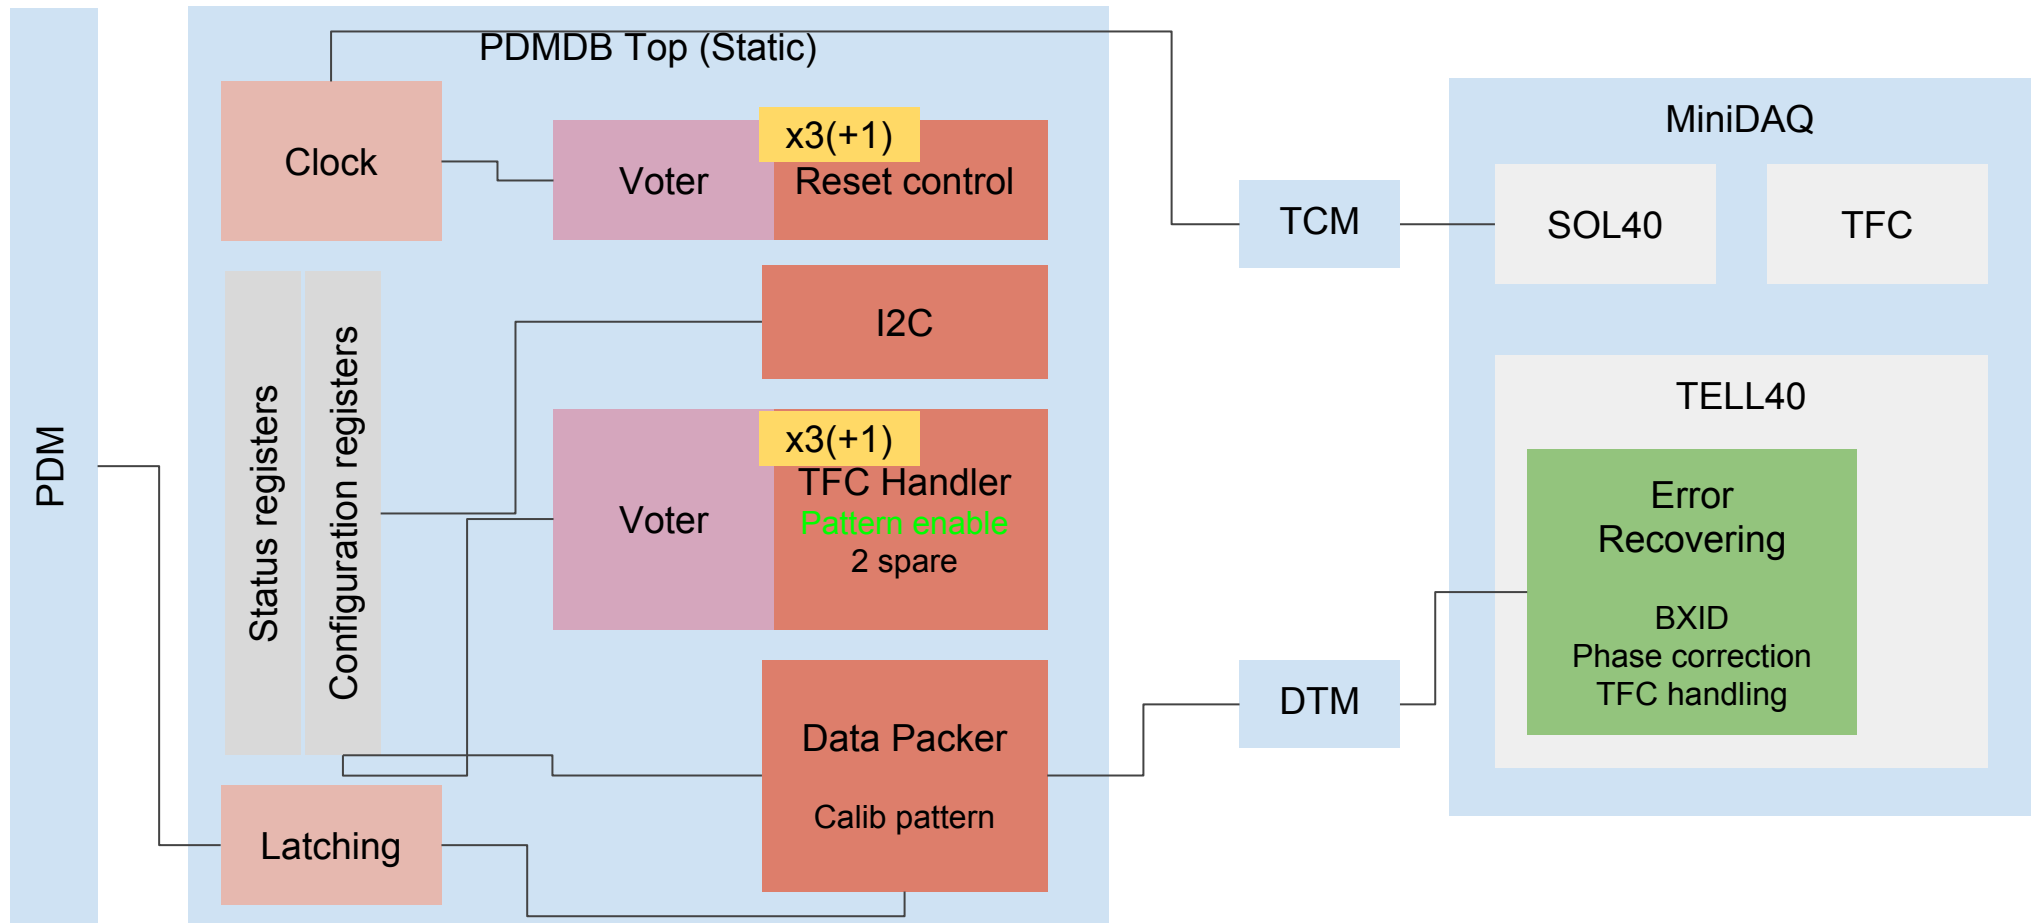 PDM
PDMDB Top (Static)
Clock
Voter
x3(+1)
Reset control
I2C
Status registers
Configuration registers
Voter
x3(+1)
TFC Handler
Pattern enable
2 spare
Data Packer
Calib pattern
Latching
TCM
DTM
MiniDAQ
SOL40
TFC
TELL40
Error
Recovering
BXID
Phase correction
TFC handling